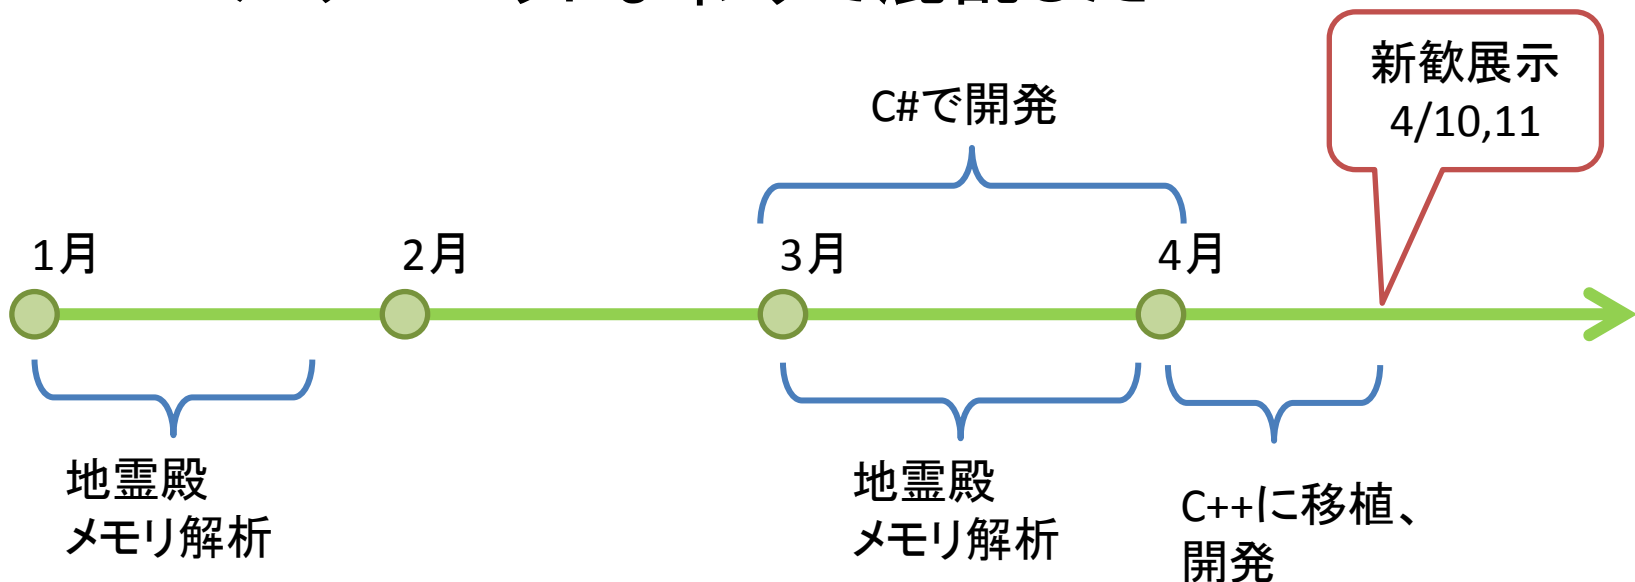 新歓展示
4/10,11
C#で開発
1月
2月
3月
4月
地霊殿
メモリ解析
地霊殿
メモリ解析
C++に移植、
開発